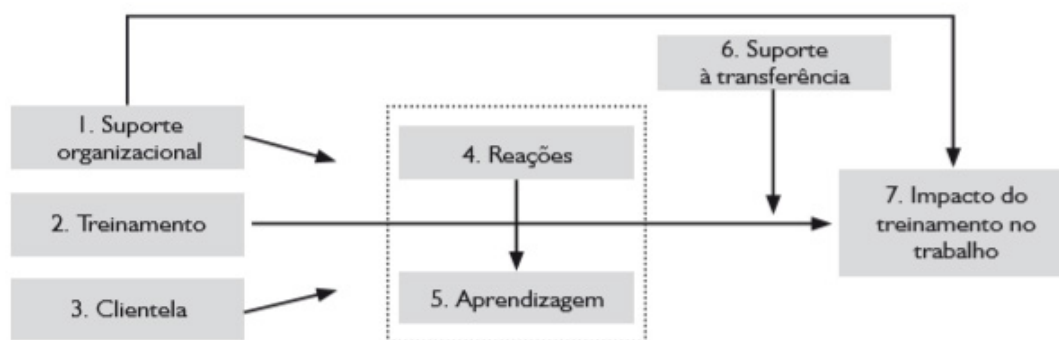 6. Suporte
à transferência
1. Suporte
organizacional
4. Reações
2. Treinamento
7. Impacto do
treinamento no
trabalho
3. Clientela
5. Aprendizagem